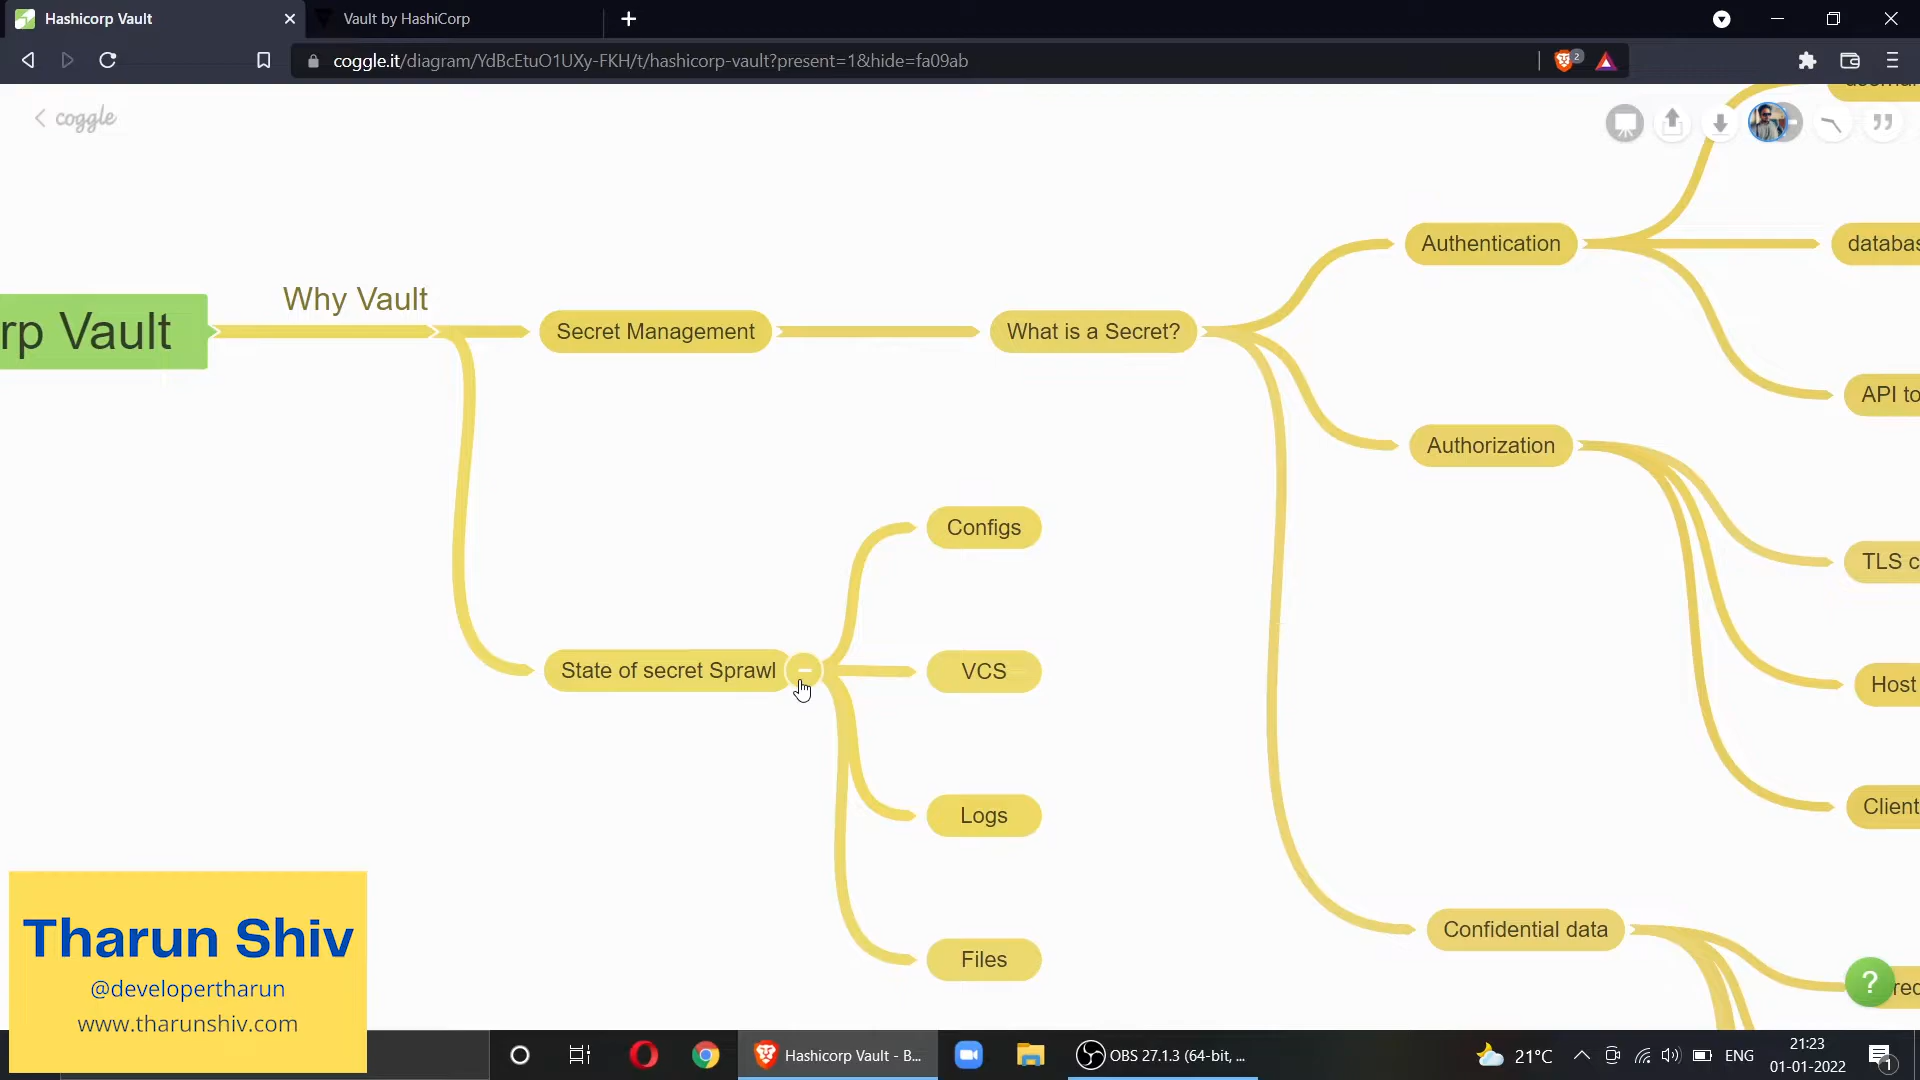 Hashicorp Vault
Vault by HashiCorp
coggle.it/diagram/YdBcEtuO1UXy-FKH/t/hashicorp-vault?present=1&hide=fa09ab
2
coggle
Authentication
databas
Why Vault
rp Vault
Secret Management
What is a Secret?
API to
Authorization
Configs
TLS c
State of secret Sprawl
VCS
Host
Logs
Client
Confidential data
Files
?
rec
Tharun Shiv
@developertharun
www.tharunshiv.com
Hashicorp Vault - B...
OBS 27.1.3 (64-bit, ...
21°C
ENG
21:23
01-01-2022
1